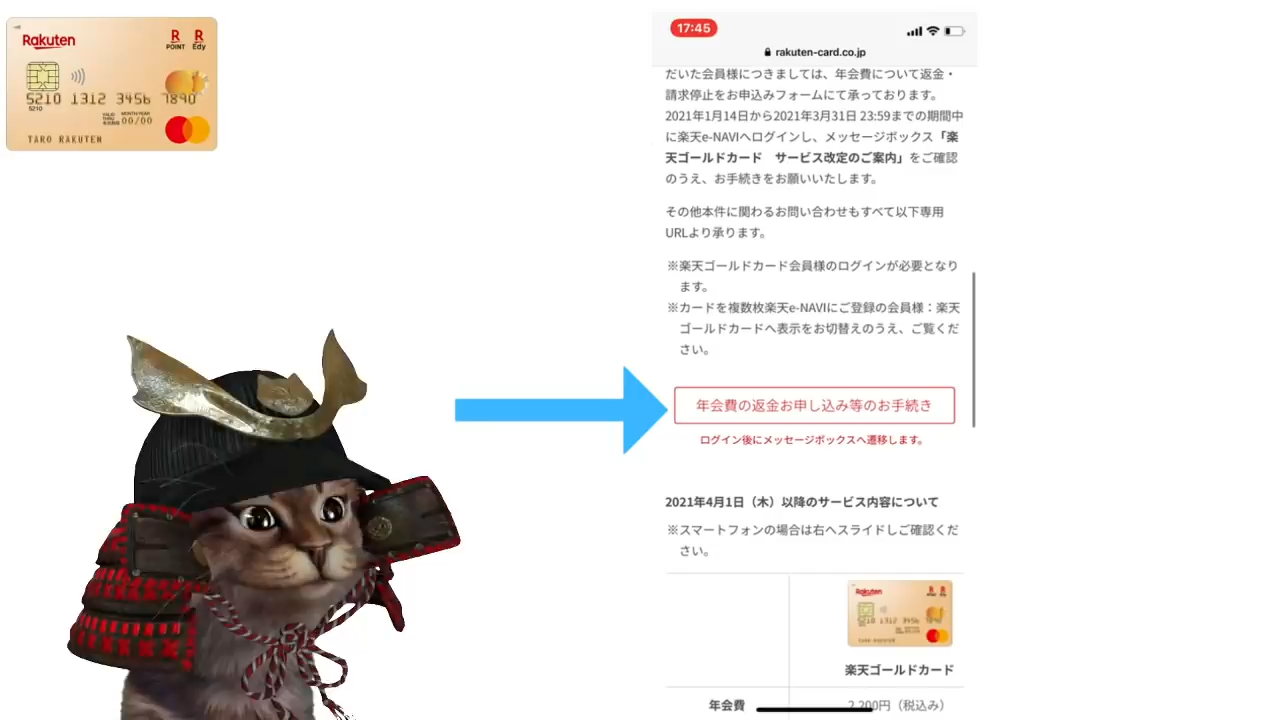 Rakuten
R
POINT
R
Edy
5210 1312 3456 7890
5210
MONTH/YEAR
00/00
TARO RAKUTEN
17:45
rakuten-card.co.jp
だいた会員様につきましては、年会費について返金・
請求停止をお申込みフォームにて承っております。
2021年1月14日から2021年3月31日 23:59までの期間中
に楽天e-NAVIへログインし、メッセージボックス「楽
天ゴールドカード　サービス改定のご案内」をご確認
のうえ、お手続きをお願いいたします。
その他本件に関わるお問い合わせもすべて以下専用
URLより承ります。
※楽天ゴールドカード会員様のログインが必要となり
ます。
※カードを複数枚楽天e-NAVIにご登録の会員様：楽天
ゴールドカードへ表示をお切替えのうえ、ご覧くだ
さい。
年会費の返金お申し込み等のお手続き
ログイン後にメッセージボックスへ遷移します。
2021年4月1日（木）以降のサービス内容について
※スマートフォンの場合は右へスライドしご確認くだ
さい。
Rakuten
5210 1312 3456 7890
楽天ゴールドカード
年会費
2,200円（税込み）